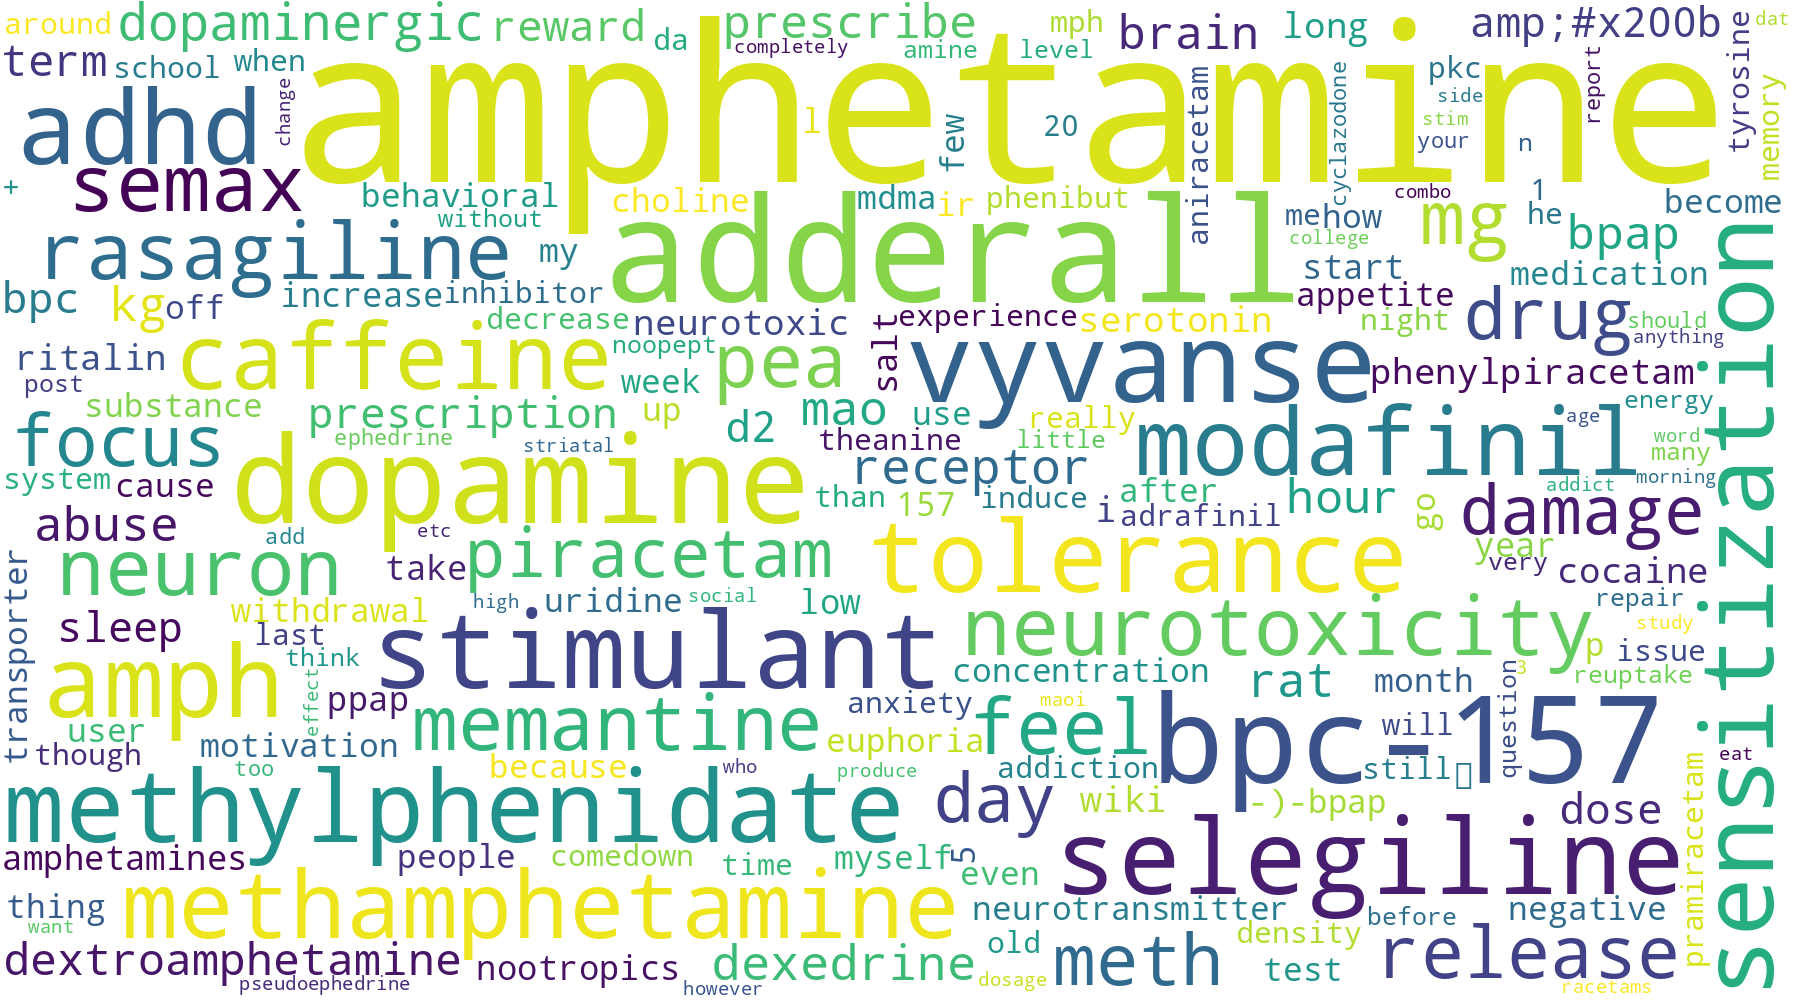 around dopaminergic reward prescribe mph brain long amp;#x200b dat
da completely amine level
term school when amphetamine pkc tyrosine
adhd change l few 20 aniracetam cyclazodone side stim your n report memory
semax behavioral choline mdma ir phenibut combo 1 become
+ without adderall mehow mg he bpap
rasagiline my college start medication
bpc kg off increase inhibitor appetite drug sensitization
decrease neurotoxic salt experience serotonin night should
ritalin caffeine noopept pea vyvanse anything
post week phenylpiracetam
substance prescription up mao use really modafinil age energy
focus ephedrine striatal d2 theanine little word many
system cause dopamine receptor hour addict morning
than 157 induce after go damage
abuse add etc i adrafinil year
neuron take piracetam tolerance very cocaine
transporter withdrawal high uridine social low repair
sleep last stimulant neurotoxicity study
think p issue
amph effect concentration rat month question 3 reuptake
ppap anxiety maoi feel bpc-157 will
user motivation memantine euphoria eat
though too because who produce addiction still pramiracetam
methylphenidate day wiki -)-bpap dose
amphetamines people comedown time myself 5 selegiline
even
thing methamphetamine neurotransmitter before negative
want old density
dextroamphetamine nootropics dexedrine meth test release
pseudoephedrine however dosage racetams